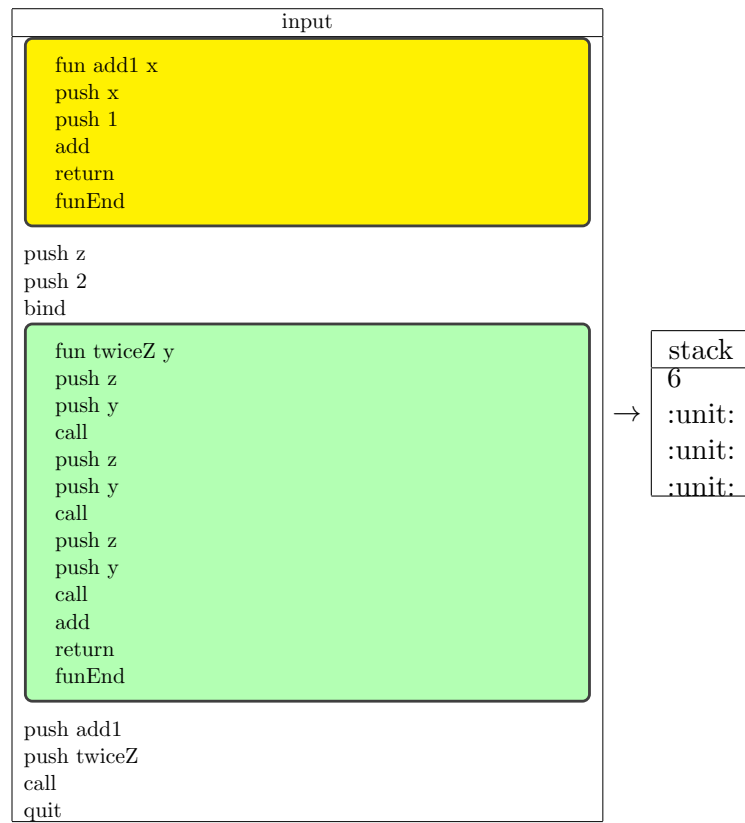 input
fun add1 x
push x
push 1
add
return
funEnd
push z
push 2
bind
fun twiceZ y
push z
push y
call
push z
push y
call
push z
push y
call
add
return
funEnd
push add1
push twiceZ
call
quit
→
stack
6
:unit:
:unit:
:unit: